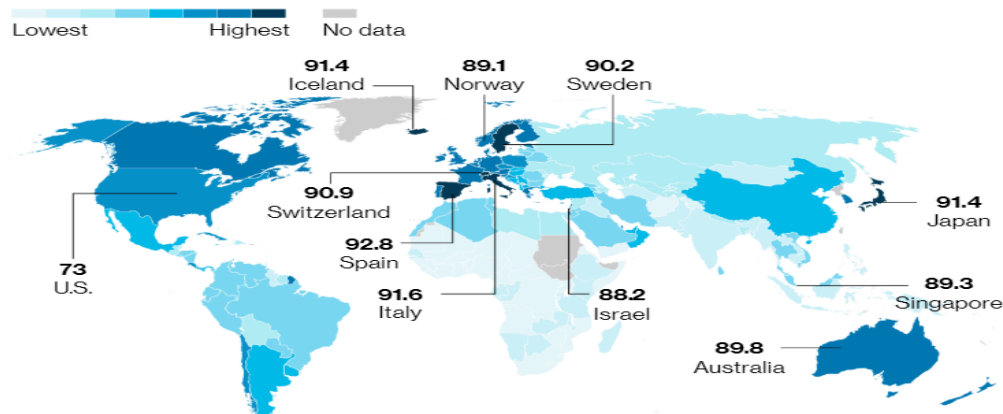 Lowest Highest No data
91.4
Iceland
89.1
Norway
90.2
Sweden
90.9
Switzerland
92.8
Spain
91.4
Japan
73
U.S.
91.6
Italy
88.2
Israel
89.3
Singapore
89.8
Australia